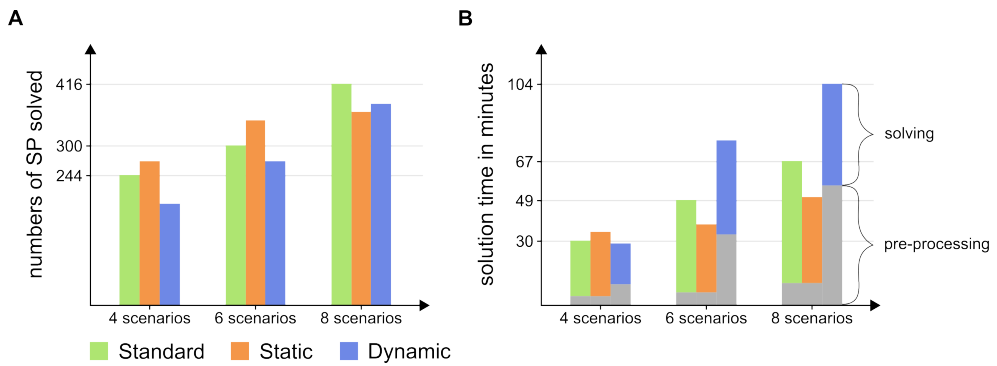 A
numbers of SP solved
416
300
244
4 scenarios
6 scenarios
8 scenarios
B
solution time in minutes
104
67
49
30
4 scenarios
6 scenarios
8 scenarios
solving
pre-processing
Standard
Static
Dynamic